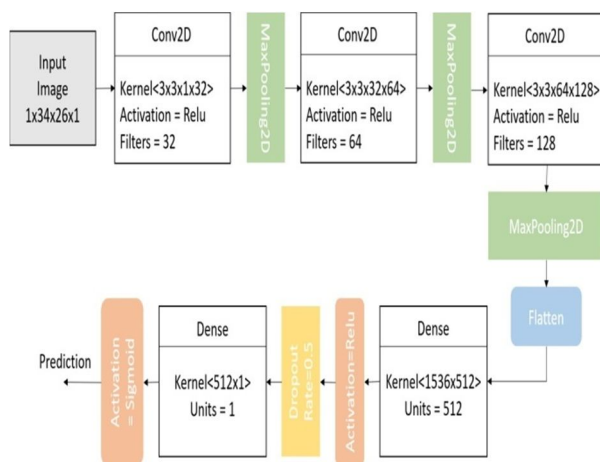 Input
Image
1x34x26x1
Conv2D
Kernel<3x3x1x32>
Activation = Relu
Filters = 32
MaxPooling2D
Conv2D
Kernel<3x3x32x64>
Activation = Relu
Filters = 64
MaxPooling2D
Conv2D
Kernel<3x3x64x128>
Activation = Relu
Filters = 128
MaxPooling2D
Flatten
Dense
Kernel<1536x512>
Units = 512
Activation=Relu
Dropout
Rate=0.5
Dense
Kernel<512x1>
Units = 1
Activation
= Sigmoid
Prediction